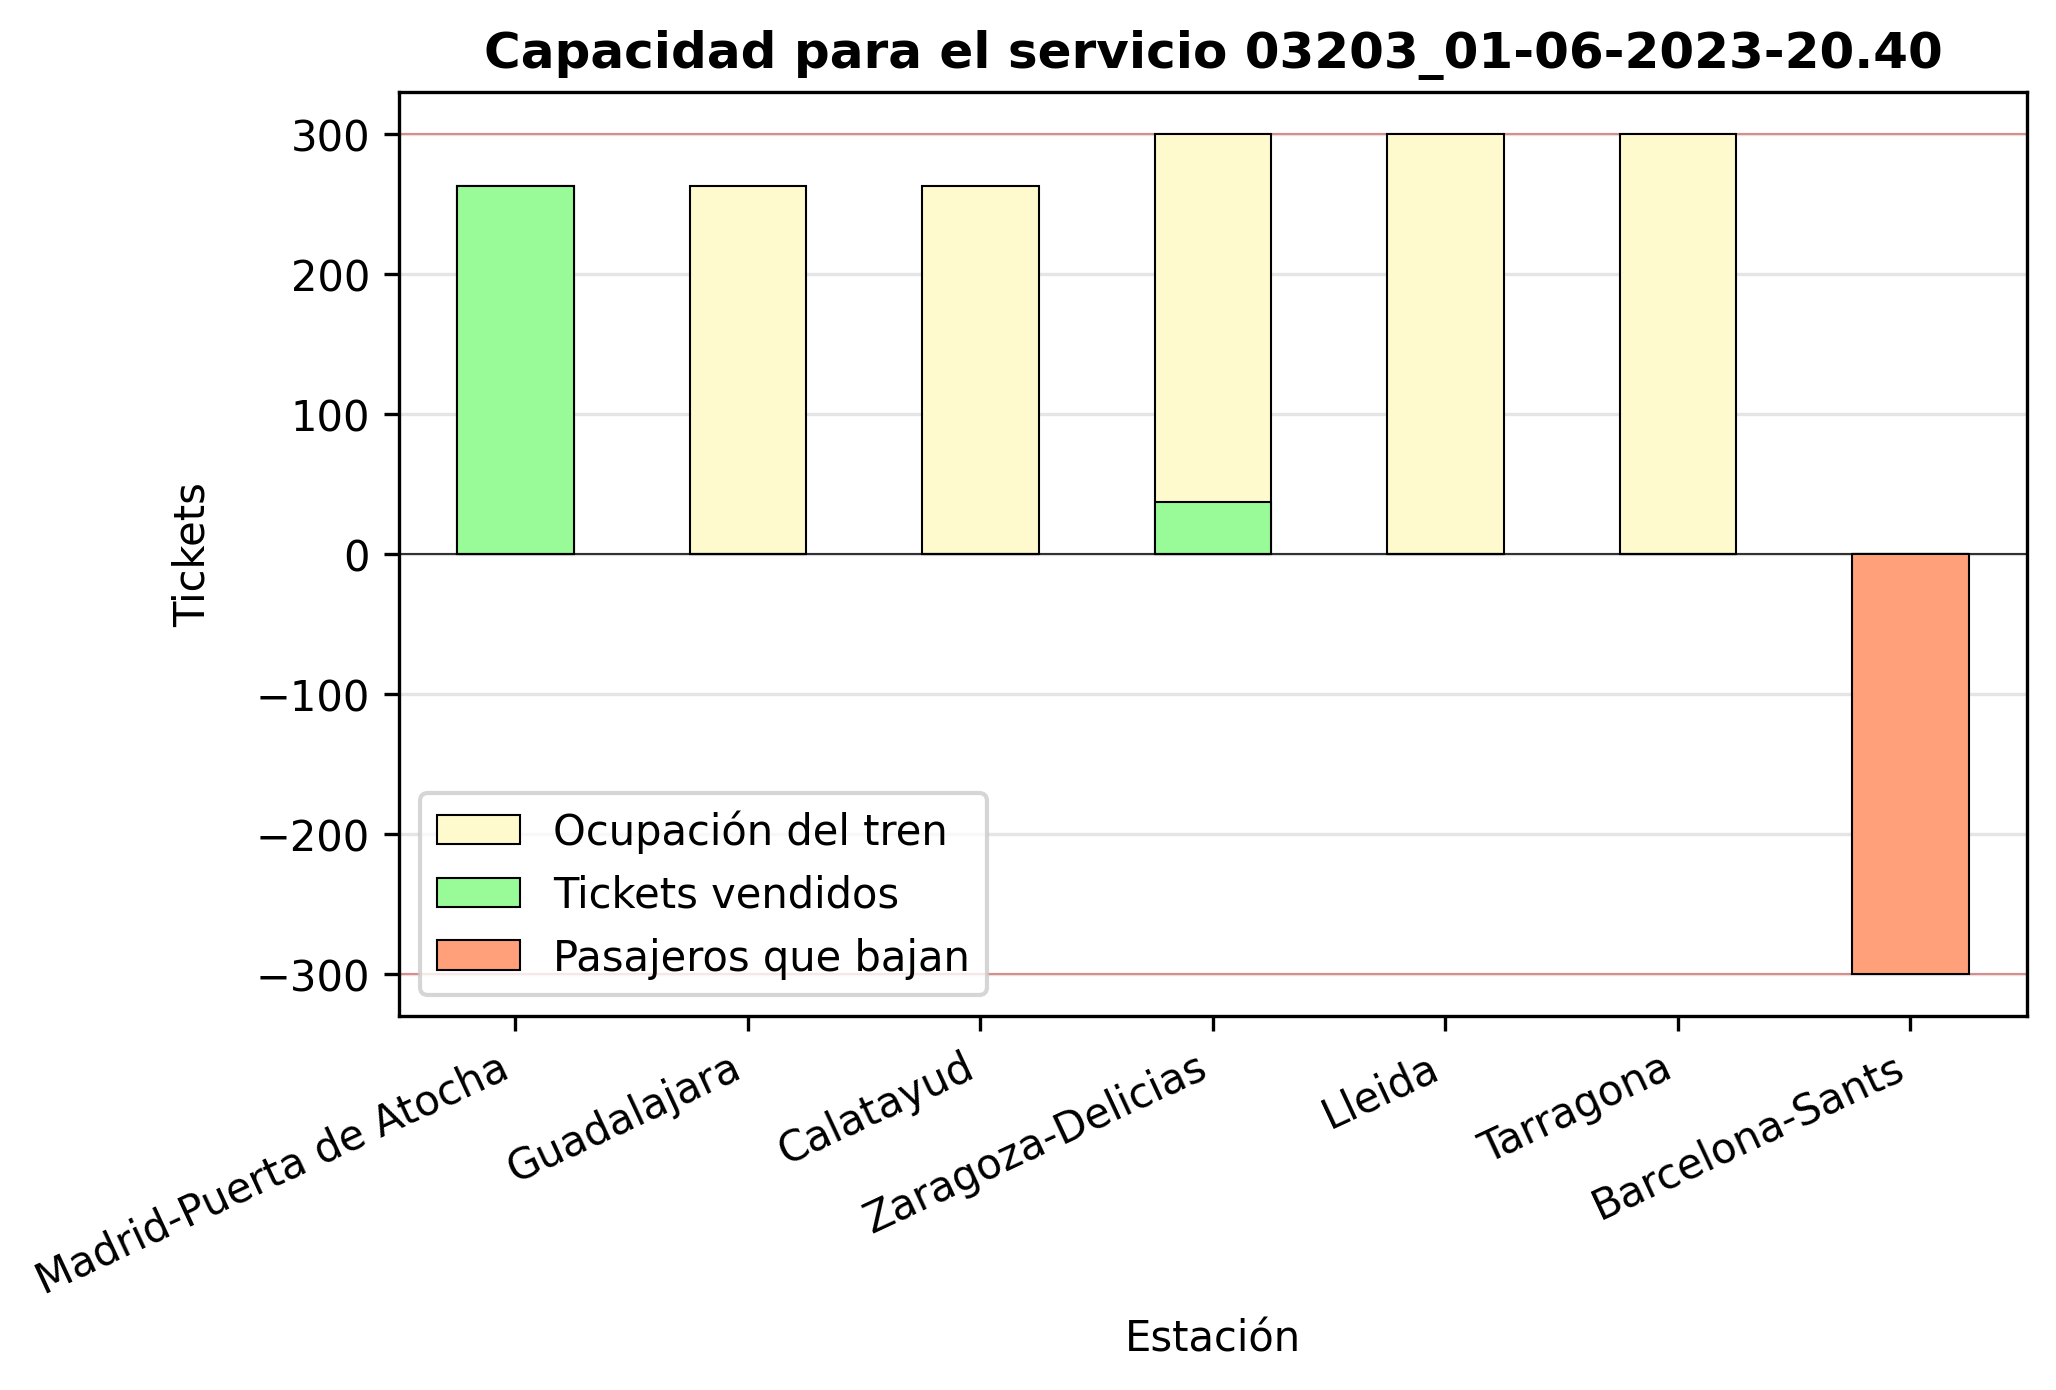 Capacidad para el servicio 03203_01-06-2023-20.40
300
200
100
0
−100
−200
−300
Tickets
Ocupación del tren
Tickets vendidos
Pasajeros que bajan
Madrid-Puerta de Atocha
Guadalajara
Calatayud
Zaragoza-Delicias
Lleida
Tarragona
Barcelona-Sants
Estación